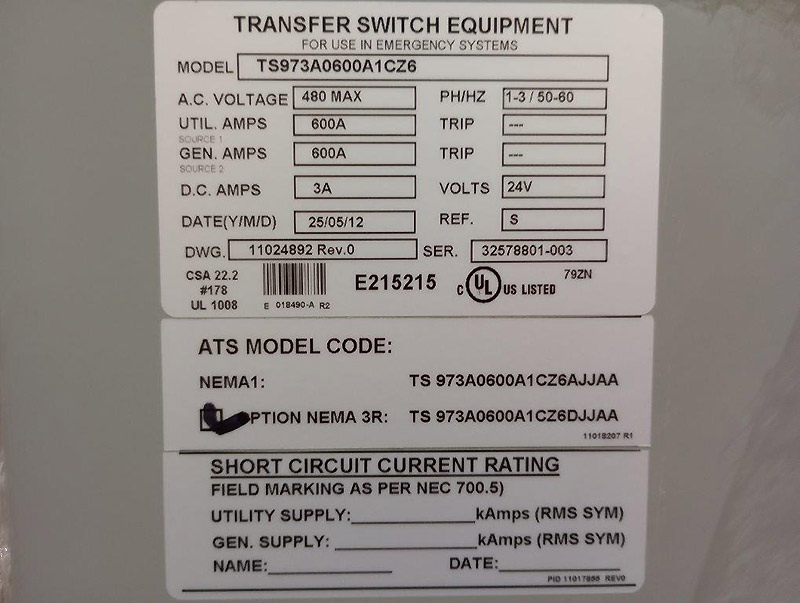 TRANSFER SWITCH EQUIPMENT
FOR USE IN EMERGENCY SYSTEMS
MODEL TS973A0600A1CZ6
A.C. VOLTAGE 480 MAX PH/HZ 1-3 / 50-60
UTIL. AMPS 600A TRIP ---
SOURCE 1
GEN. AMPS 600A TRIP ---
SOURCE 2
D.C. AMPS 3A VOLTS 24V
DATE(Y/M/D) 25/05/12 REF. S
DWG. 11024892 Rev.0 SER. 32578801-003
CSA 22.2
#178
UL 1008
E 018490-A R2
E215215
C UL US LISTED
79ZN
ATS MODEL CODE:
NEMA1: TS 973A0600A1CZ6AJJAA
PTION NEMA 3R: TS 973A0600A1CZ6DJJAA
11018207 R1
SHORT CIRCUIT CURRENT RATING
FIELD MARKING AS PER NEC 700.5)
UTILITY SUPPLY: kAmps (RMS SYM)
GEN. SUPPLY: kAmps (RMS SYM)
NAME: DATE:
PID 11017856 REV0